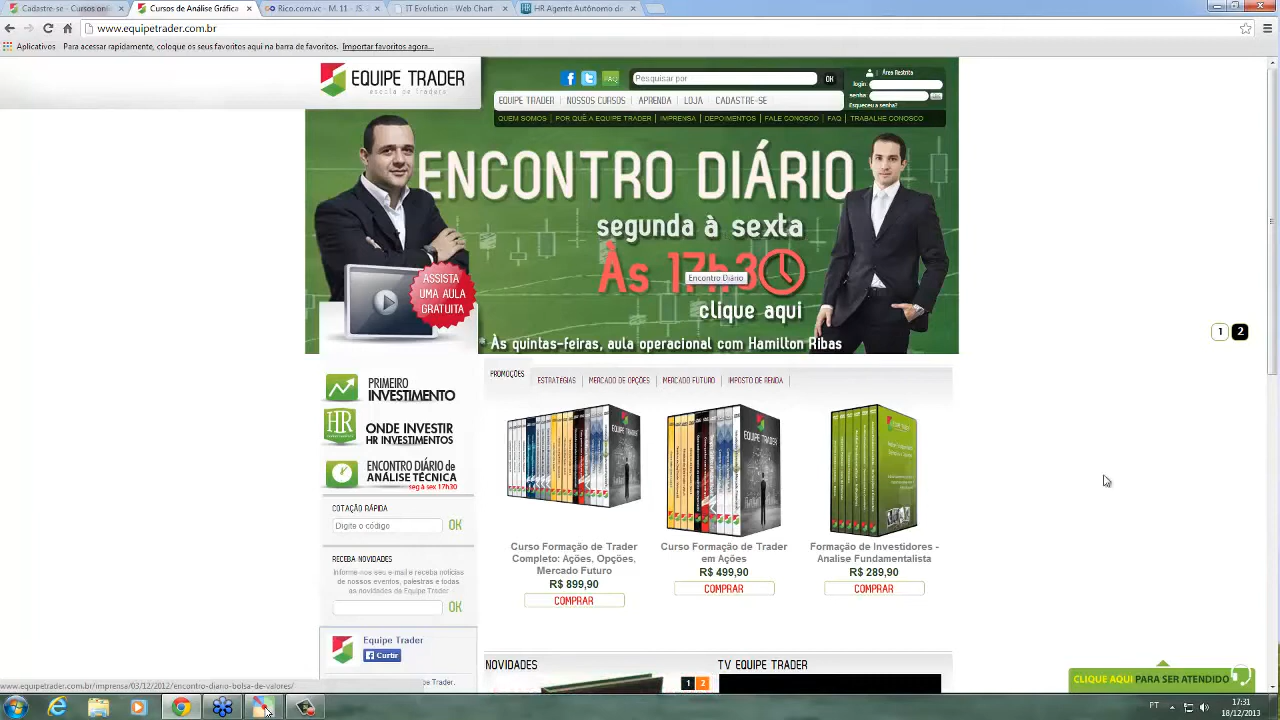 Cadastre-se - Cursos onl
Cursos de Análise Gráfica
Rico.com.vc - M. 11 - JS.
IT Evolution - Web Chart
HR Agente Autônomo de
www.equipetrader.com.br
Aplicativos Para acessar rapidamente, coloque os seus favoritos aqui na barra de favoritos. Importar favoritos agora...
EQUIPE TRADER
escola de traders
FAQ
Pesquisar por
OK
Área Restrita
login:
senha:
Esqueceu a senha?
EQUIPE TRADER
NOSSOS CURSOS
APRENDA
LOJA
CADASTRE-SE
QUEM SOMOS
POR QUÊ A EQUIPE TRADER
IMPRENSA
DEPOIMENTOS
FALE CONOSCO
FAQ
TRABALHE CONOSCO
ENCONTRO DIÁRIO
segunda à sexta
Às 17h3
Encontro Diário
clique aqui
* Às quintas-feiras, aula operacional com Hamilton Ribas
ASSISTA
UMA AULA
GRATUITA
1 2
PRIMEIRO
INVESTIMENTO
HR
ONDE INVESTIR
HR INVESTIMENTOS
ENCONTRO DIÁRIO de
ANÁLISE TÉCNICA
seg à sex 17h30
COTAÇÃO RÁPIDA
Digite o código
OK
RECEBA NOVIDADES
Informe-nos seu e-mail e receba notícias
de nossos eventos, palestras e todas
as novidades da Equipe Trader
OK
Equipe Trader
Curtir
Equipe Trader.
PROMOÇÕES
ESTRATÉGIAS
MERCADO DE OPÇÕES
MERCADO FUTURO
IMPOSTO DE RENDA
EQUIPE TRADER
EQUIPE TRADER
Curso Formação de Trader
Completo: Ações, Opções,
Mercado Futuro
R$ 899,90
COMPRAR
Curso Formação de Trader
em Ações
R$ 499,90
COMPRAR
Formação de Investidores -
Analise Fundamentalista
R$ 289,90
COMPRAR
NOVIDADES
1 2
TV EQUIPE TRADER
CLIQUE AQUI PARA SER ATENDIDO
www.equipetrader.com.br/imprensa/03/12/2012/encontro-diario-bolsa-de-valores/
PT
17:31
18/12/2013